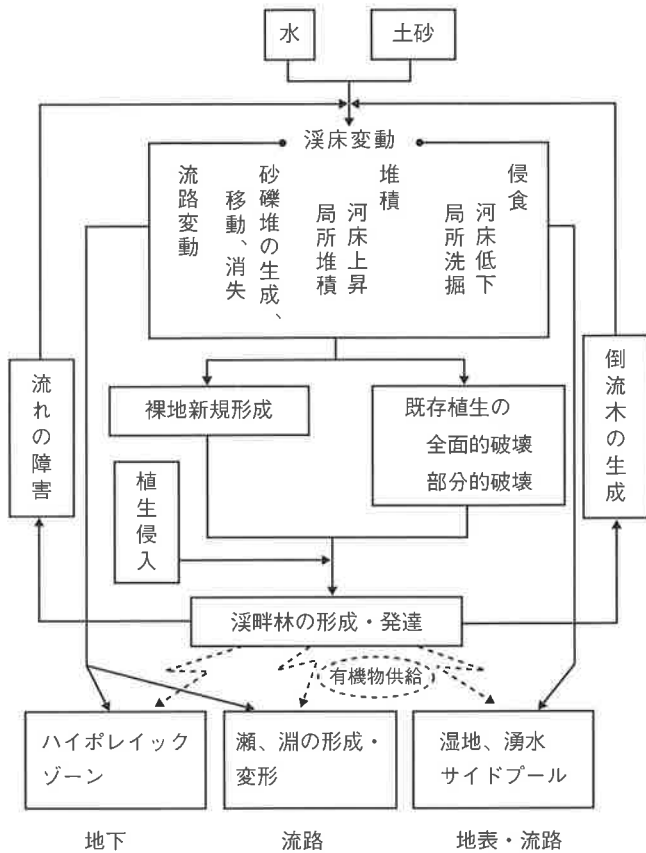 水
土砂
渓床変動
侵食
河床低下
局所洗掘
堆積
河床上昇
局所堆積
砂礫堆の生成、
移動、消失
流路変動
流れの障害
裸地新規形成
既存植生の
全面的破壊
部分的破壊
倒流木の生成
植生侵入
渓畔林の形成・発達
有機物供給
ハイポレイック
ゾーン
瀬、淵の形成・
変形
湿地、湧水
サイドプール
地下
流路
地表・流路